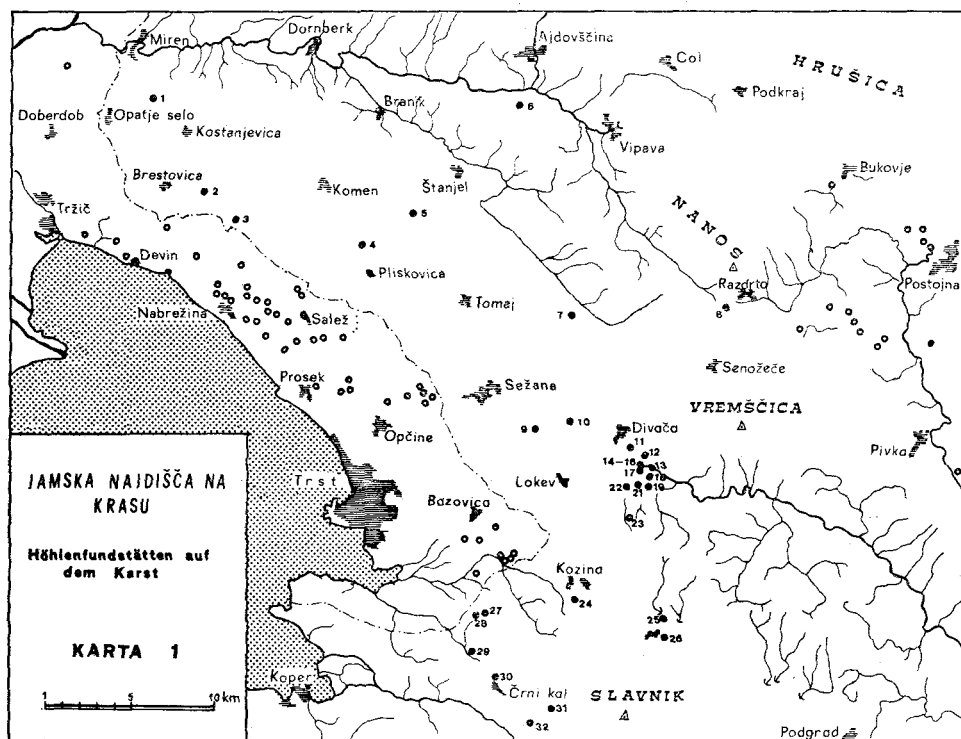 Miren
Dornberk
Ajdovščina
Col
HRUŠICA
Podkraj
1
6
Doberdob
Opatje selo
Kostanjevica
Branik
Vipava
Bukovje
Brestovica
2
Komen
Štanjel
Tržič
3
5
NANOS
4
Devin
Pliskovica
Razdrto
Postojna
Nabrežina
Salež
Tomaj
7
8
Senožeče
Prosek
Sežana
VREMŠČICA
Opčine
9
10
Divača
11
12
Pivka
14-16
13
17
18
Trst
Lokev
22
21
19
Bazovica
23
JAMSKA NAJDIŠČA NA
KRASU
Höhlenfundstätten auf
dem Karst
KARTA 1
1
5
10 km
Kozina
24
27
28
25
26
29
30
Koper
Črni kal
SLAVNIK
31
32
Podgrad